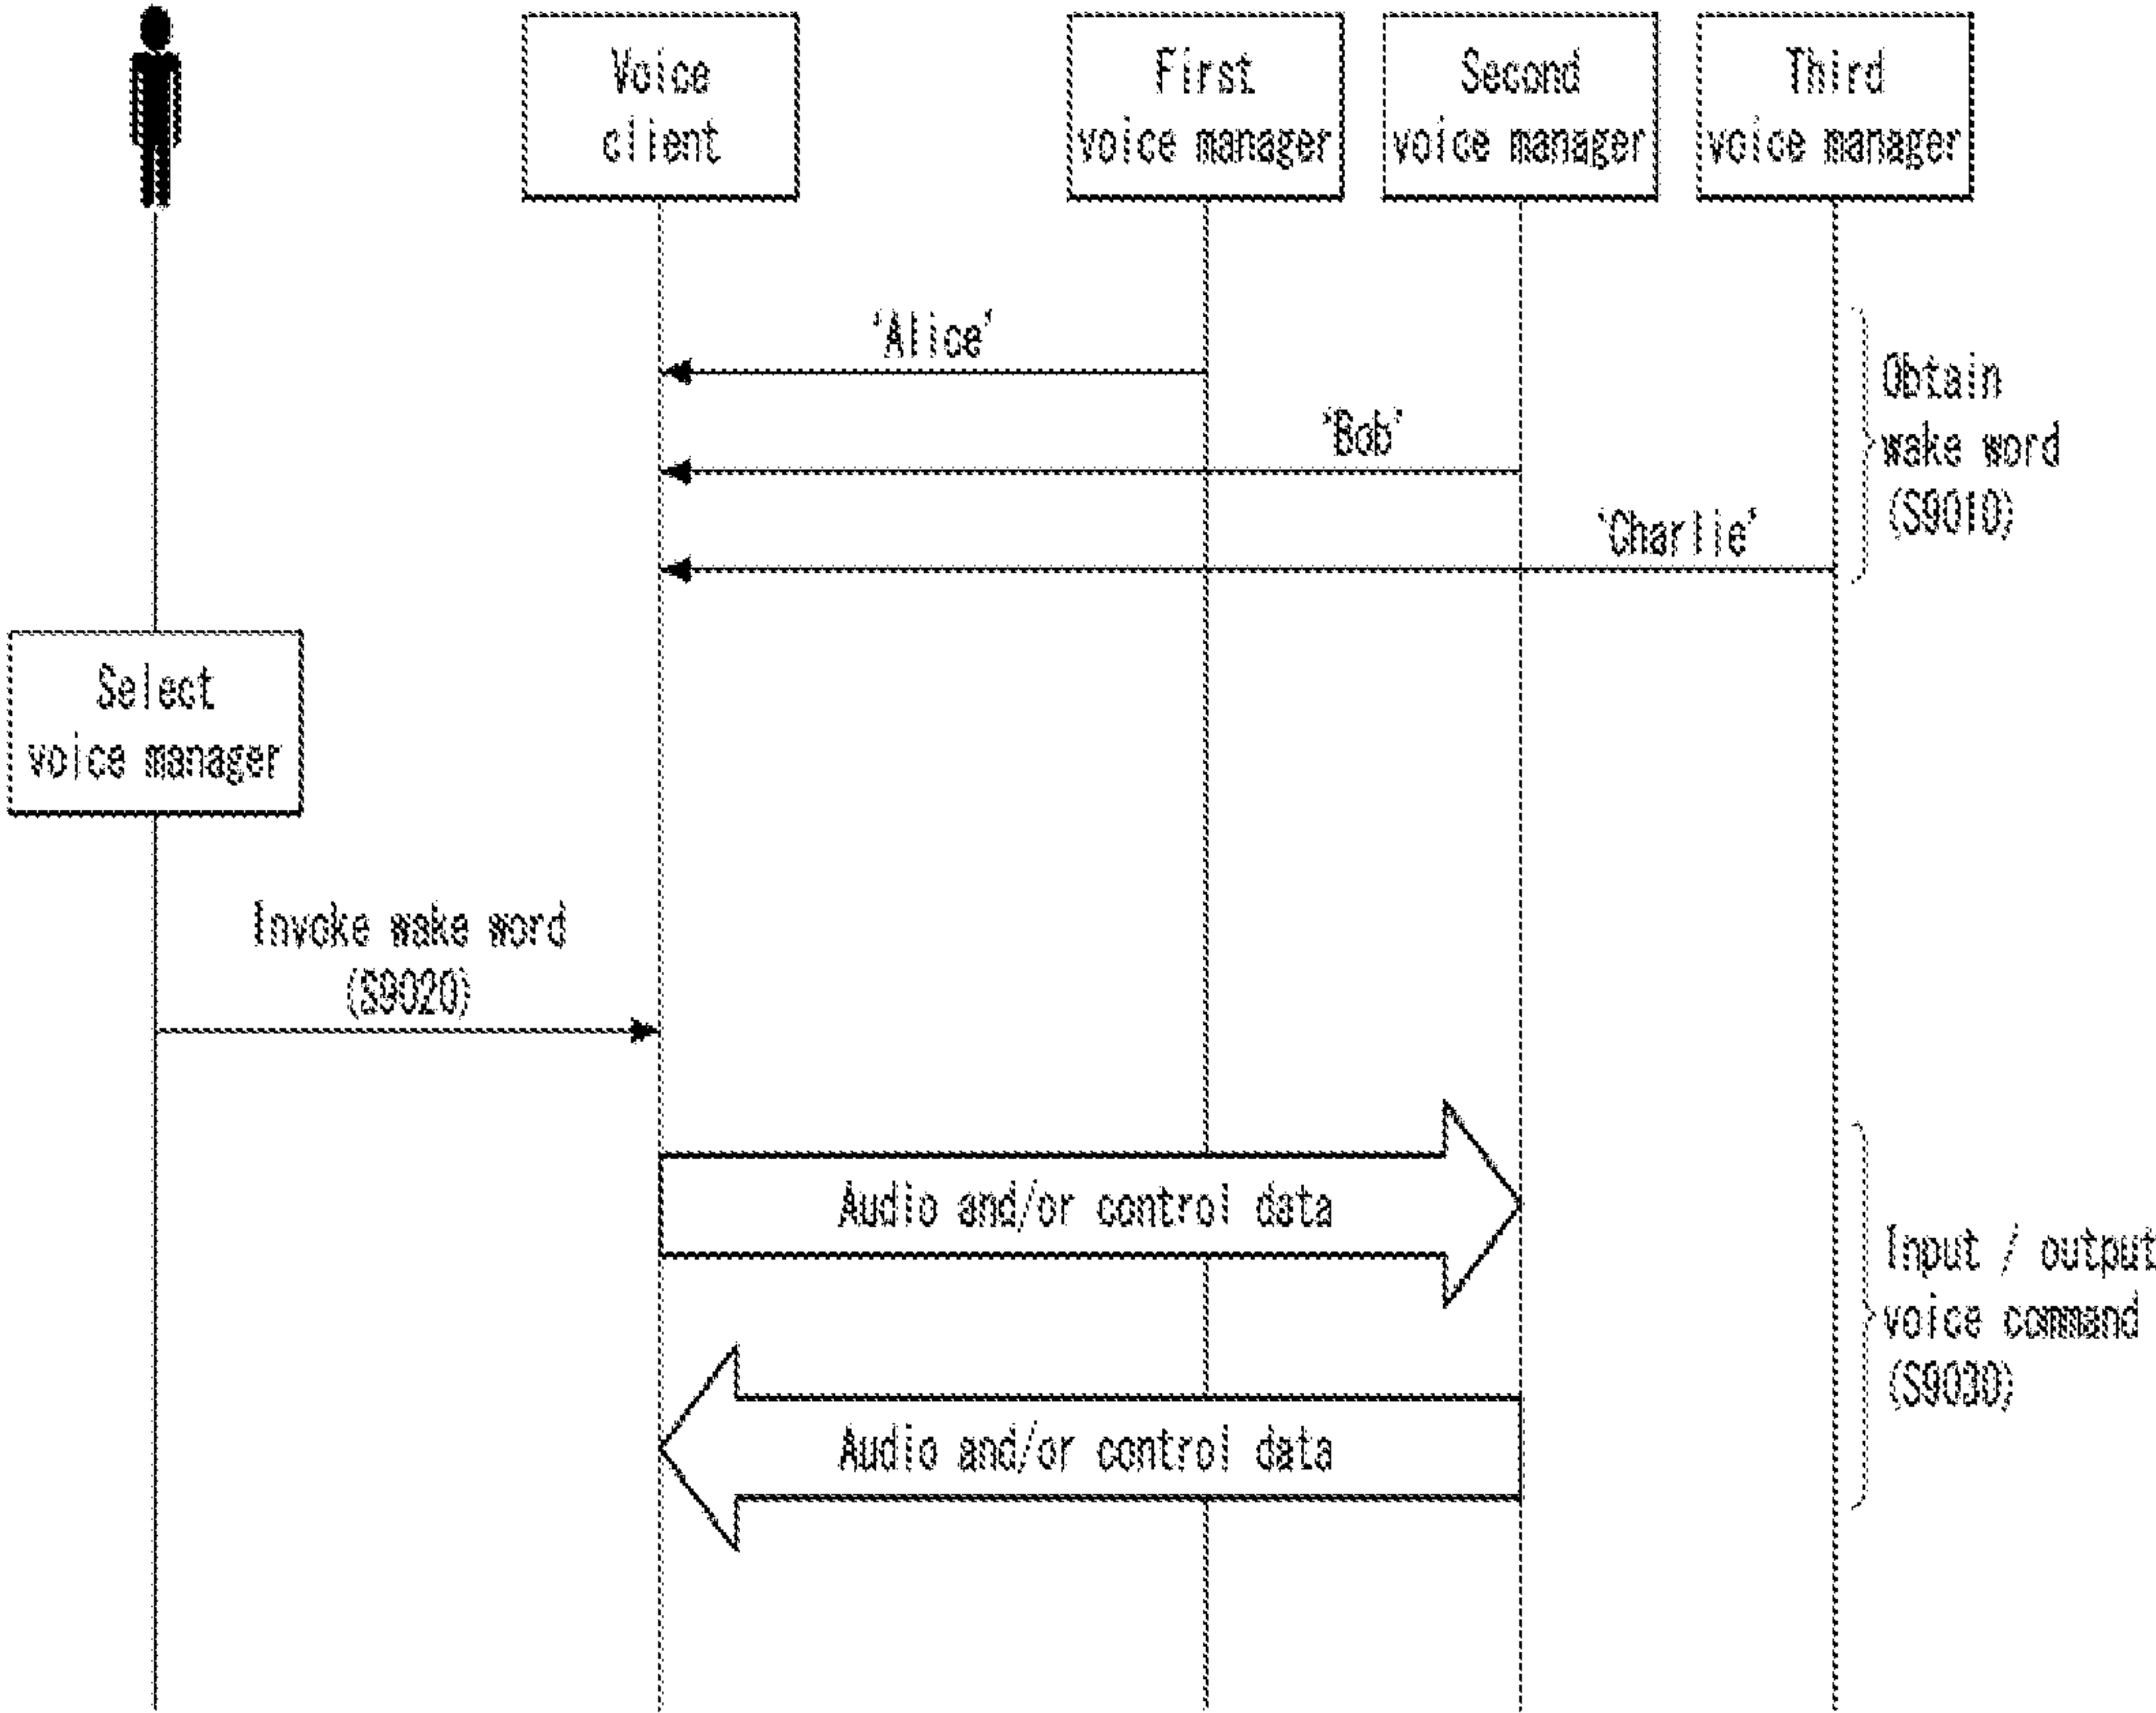 Voice
client
First
voice manager
Second
voice manager
Third
voice manager
'Alice'
'Bob'
'Charlie'
Obtain
wake word
(S9010)
Select
voice manager
Invoke wake word
(S9020)
Audio and/or control data
Audio and/or control data
Input / output
voice command
(S9030)